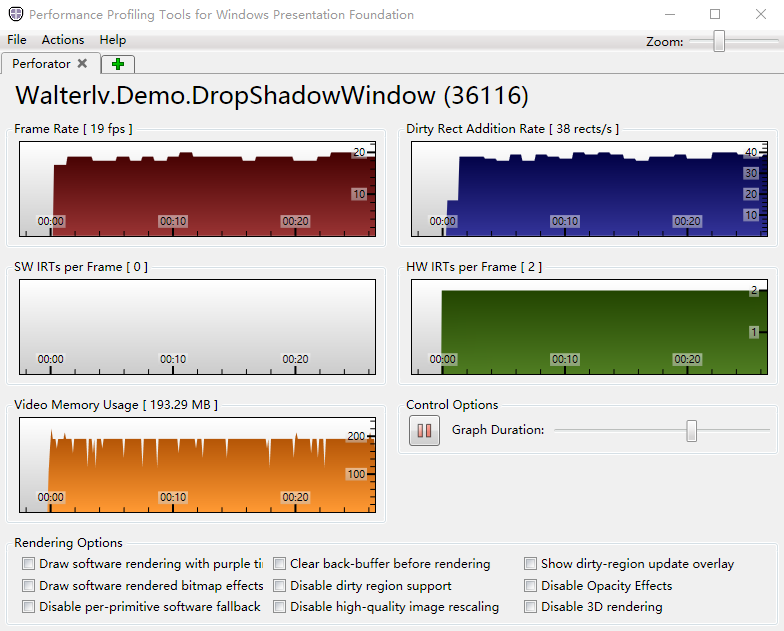 Performance Profiling Tools for Windows Presentation Foundation
File Actions Help
Zoom:
Perforator
Walterlv.Demo.DropShadowWindow (36116)
Frame Rate [ 19 fps ]
20
10
00:00 00:10 00:20
Dirty Rect Addition Rate [ 38 rects/s ]
40
30
20
10
00:00 00:10 00:20
SW IRTs per Frame [ 0 ]
00:00 00:10 00:20
HW IRTs per Frame [ 2 ]
2
1
00:00 00:10 00:20
Video Memory Usage [ 193.29 MB ]
200
100
00:00 00:10 00:20
Control Options
Graph Duration:
Rendering Options
Draw software rendering with purple ti
Clear back-buffer before rendering
Show dirty-region update overlay
Draw software rendered bitmap effects
Disable dirty region support
Disable Opacity Effects
Disable per-primitive software fallback
Disable high-quality image rescaling
Disable 3D rendering